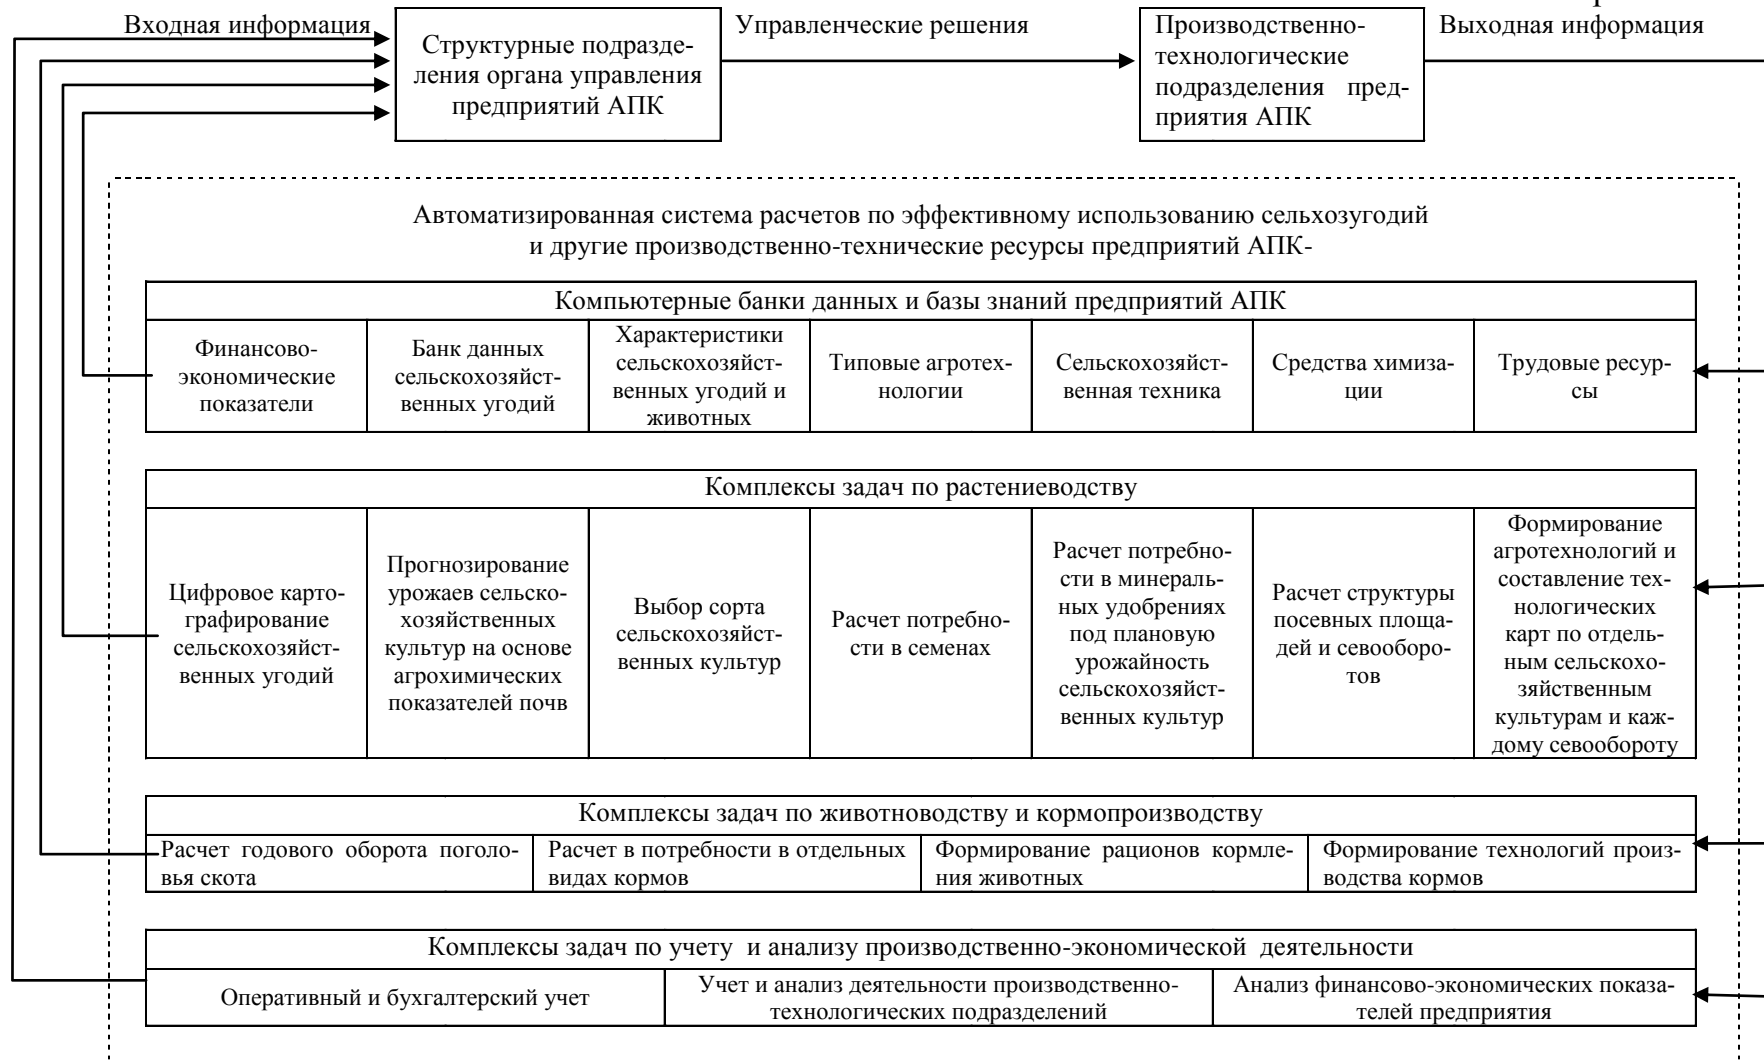 Входная информация
Структурные подразде-
ления органа управления
предприятий АПК
Управленческие решения
Производственно-
технологические
подразделения пред-
приятия АПК
Выходная информация
Автоматизированная система расчетов по эффективному использованию сельхозугодий
и другие производственно-технические ресурсы предприятий АПК-
Компьютерные банки данных и базы знаний предприятий АПК
Финансово-
экономические
показатели
Банк данных
сельскохозяйст-
венных угодий
Характеристики
сельскохозяйст-
венных угодий и
животных
Типовые агротех-
нологии
Сельскохозяйст-
венная техника
Средства химиза-
ции
Трудовые ресур-
сы
Комплексы задач по растениеводству
Цифровое карто-
графирование
сельскохозяйст-
венных угодий
Прогнозирование
урожаев сельско-
хозяйственных
культур на основе
агрохимических
показателей почв
Выбор сорта
сельскохозяйст-
венных культур
Расчет потребно-
сти в семенах
Расчет потребно-
сти в минераль-
ных удобрениях
под плановую
урожайность
сельскохозяйст-
венных культур
Расчет структуры
посевных площа-
дей и севооборо-
тов
Формирование
агротехнологий и
составление тех-
нологических
карт по отдель-
ным сельскохо-
зяйственным
культурам и каж-
дому севообороту
Комплексы задач по животноводству и кормопроизводству
Расчет годового оборота поголо-
вья скота
Расчет в потребности в отдельных
видах кормов
Формирование рационов кормле-
ния животных
Формирование технологий произ-
водства кормов
Комплексы задач по учету и анализу производственно-экономической деятельности
Оперативный и бухгалтерский учет
Учет и анализ деятельности производственно-
технологических подразделений
Анализ финансово-экономических показа-
телей предприятия